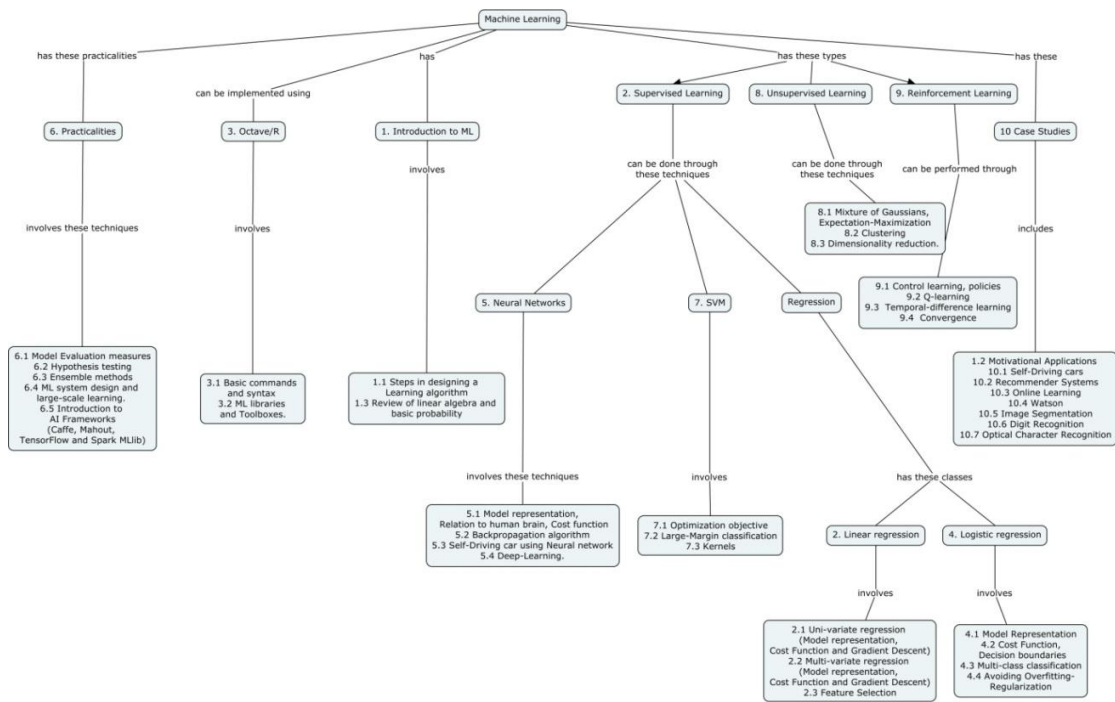 Machine Learning
has these practicalities
has
has these types
has these
can be implemented using
2. Supervised Learning
8. Unsupervised Learning
9. Reinforcement Learning
6. Practicalities
3. Octave/R
1. Introduction to ML
10 Case Studies
involves
can be done through
these techniques
can be done through
these techniques
can be performed through
8.1 Mixture of Gaussians,
Expectation-Maximization
8.2 Clustering
8.3 Dimensionality reduction.
involves these techniques
involves
includes
5. Neural Networks
7. SVM
Regression
9.1 Control learning, policies
9.2 Q-learning
9.3 Temporal-difference learning
9.4 Convergence
6.1 Model Evaluation measures
6.2 Hypothesis testing
6.3 Ensemble methods
6.4 ML system design and
large-scale learning.
6.5 Introduction to
AI Frameworks
(Caffe, Mahout,
TensorFlow and Spark MLlib)
3.1 Basic commands
and syntax
3.2 ML libraries
and Toolboxes.
1.1 Steps in designing a
Learning algorithm
1.3 Review of linear algebra and
basic probability
1.2 Motivational Applications
10.1 Self-Driving cars
10.2 Recommender Systems
10.3 Online Learning
10.4 Watson
10.5 Image Segmentation
10.6 Digit Recognition
10.7 Optical Character Recognition
involves these techniques
involves
has these classes
5.1 Model representation,
Relation to human brain, Cost function
5.2 Backpropagation algorithm
5.3 Self-Driving car using Neural network
5.4 Deep-Learning.
7.1 Optimization objective
7.2 Large-Margin classification
7.3 Kernels
2. Linear regression
4. Logistic regression
involves
involves
2.1 Uni-variate regression
(Model representation,
Cost Function and Gradient Descent)
2.2 Multi-variate regression
(Model representation,
Cost Function and Gradient Descent)
2.3 Feature Selection
4.1 Model Representation
4.2 Cost Function,
Decision boundaries
4.3 Multi-class classification
4.4 Avoiding Overfitting-
Regularization